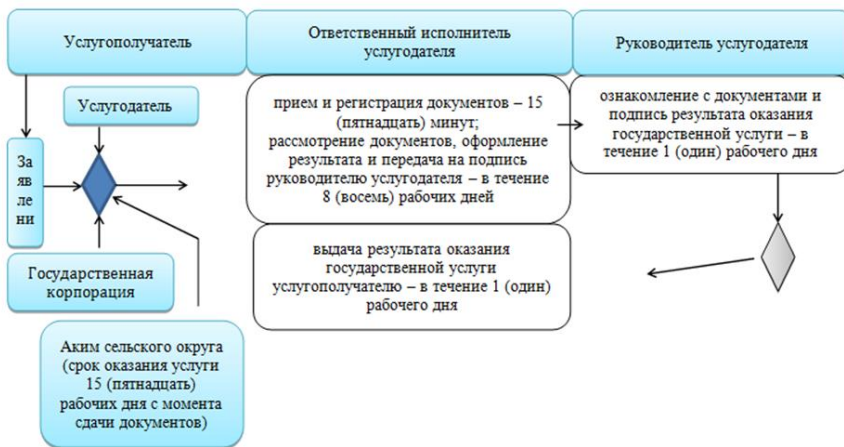 Услугополучатель
Ответственный исполнитель
услугодателя
Руководитель услугодателя
Услугодатель
За
яв
ле
ни
Государственная
корпорация
Аким сельского округа
(срок оказания услуги
15 (пятнадцать)
рабочих дня с момента
сдачи документов)
прием и регистрация документов – 15
(пятнадцать) минут;
рассмотрение документов, оформление
результата и передача на подпись
руководителю услугодателя – в течение
8 (восемь) рабочих дней
выдача результата оказания
государственной услуги
услугополучателю – в течение 1 (один)
рабочего дня
ознакомление с документами и
подпись результата оказания
государственной услуги – в
течение 1 (один) рабочего дня